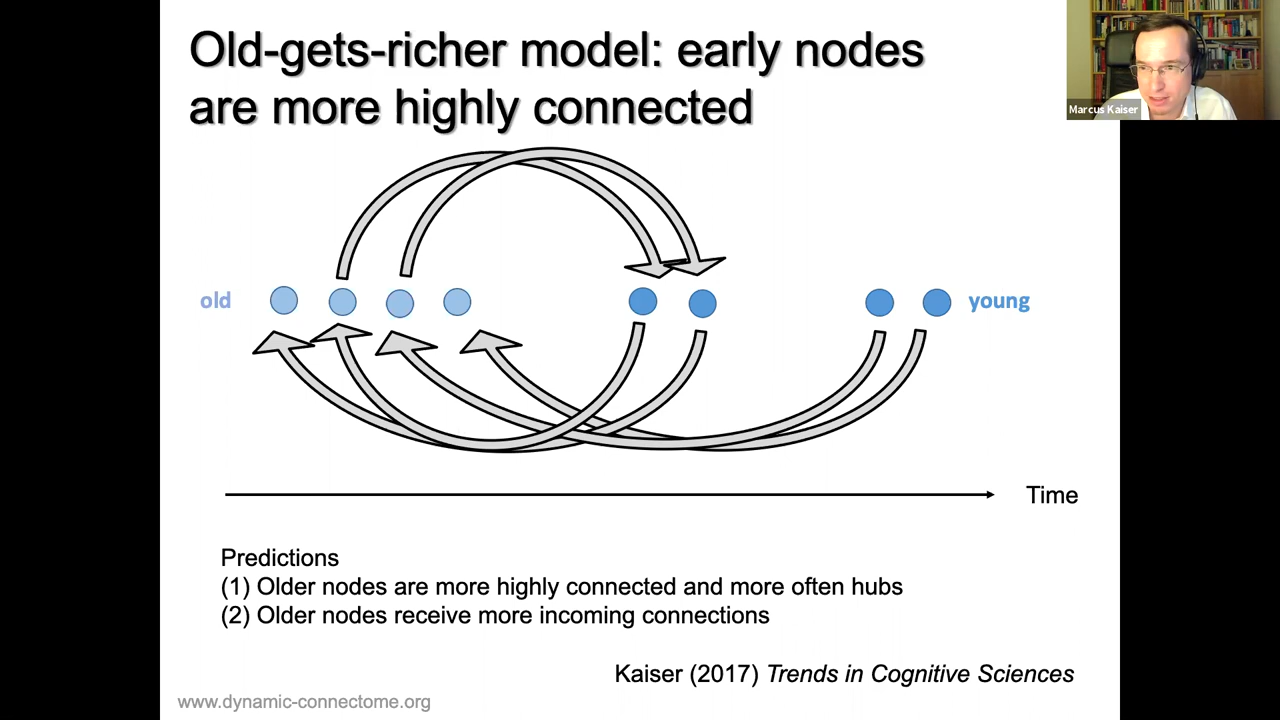 Old-gets-richer model: early nodes
are more highly connected
Marcus Kaiser
old
young
Time
Predictions
(1) Older nodes are more highly connected and more often hubs
(2) Older nodes receive more incoming connections
Kaiser (2017) Trends in Cognitive Sciences
www.dynamic-connectome.org